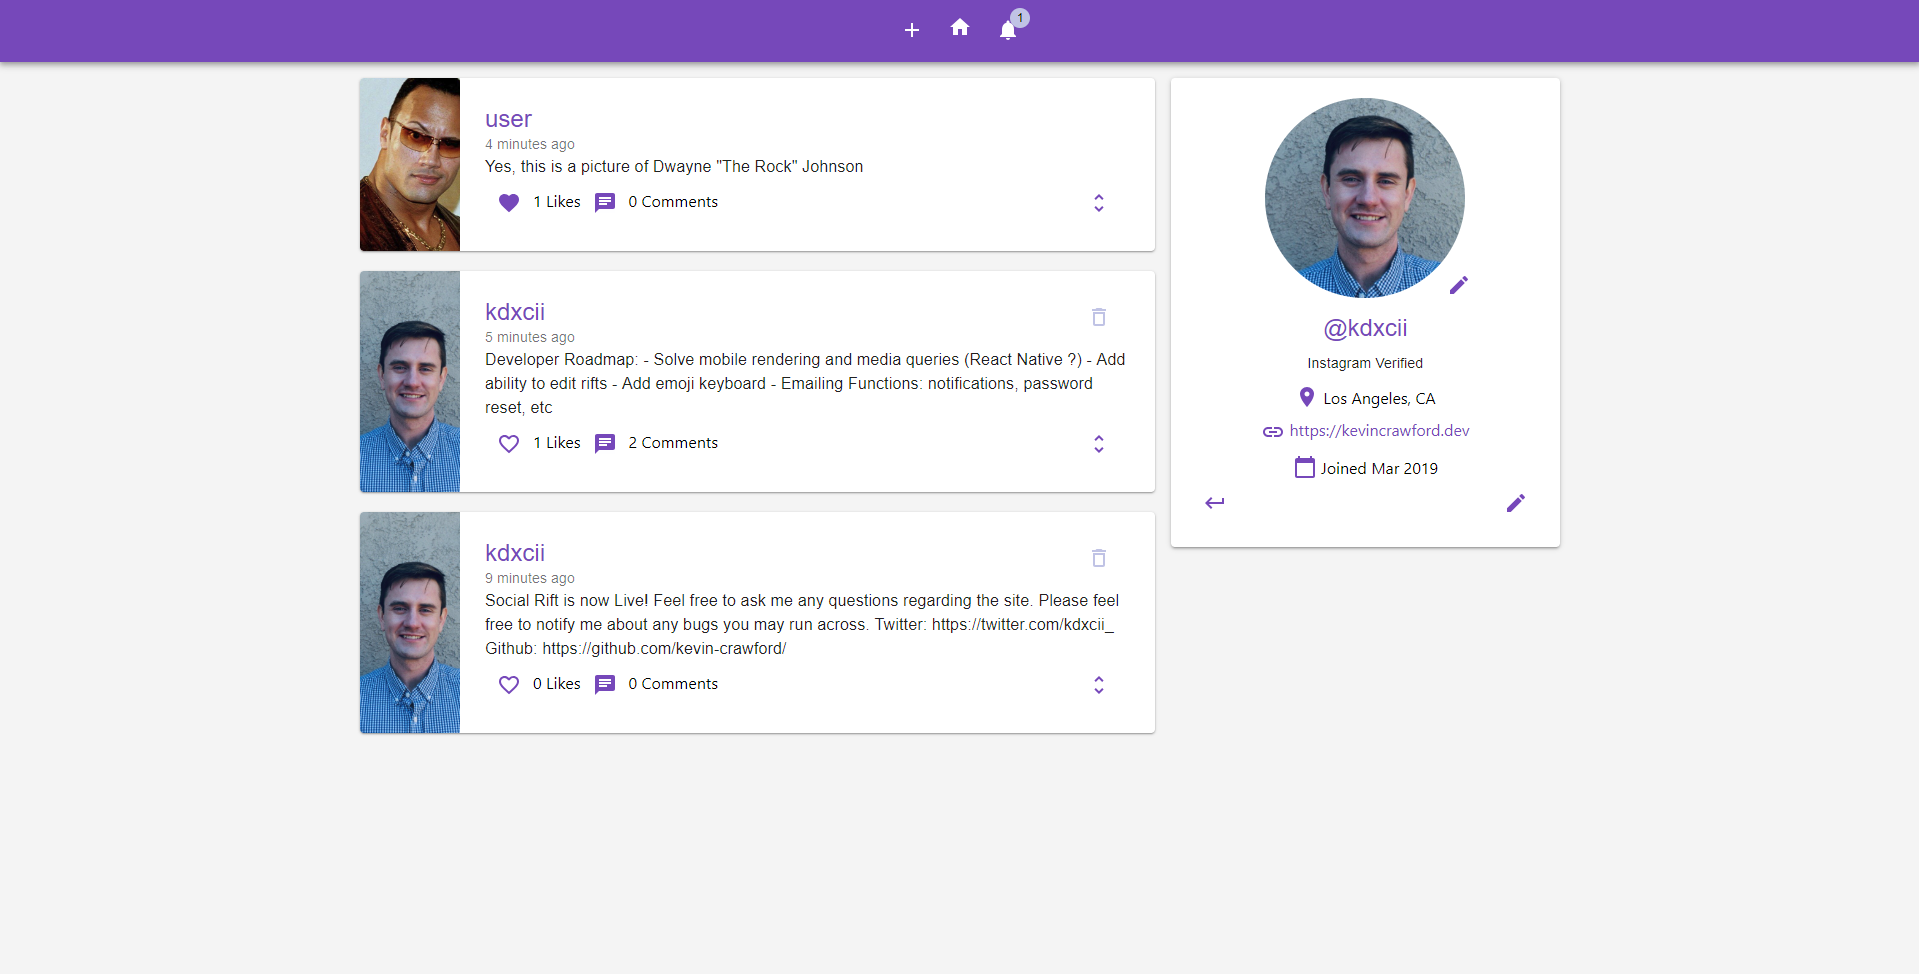 1
user
4 minutes ago
Yes, this is a picture of Dwayne "The Rock" Johnson
1 Likes 0 Comments
kdxcii
5 minutes ago
Developer Roadmap: - Solve mobile rendering and media queries (React Native ?) - Add
ability to edit rifts - Add emoji keyboard - Emailing Functions: notifications, password
reset, etc
1 Likes 2 Comments
kdxcii
9 minutes ago
Social Rift is now Live! Feel free to ask me any questions regarding the site. Please feel
free to notify me about any bugs you may run across. Twitter: https://twitter.com/kdxcii_
Github: https://github.com/kevin-crawford/
0 Likes 0 Comments
@kdxcii
Instagram Verified
Los Angeles, CA
https://kevincrawford.dev
Joined Mar 2019